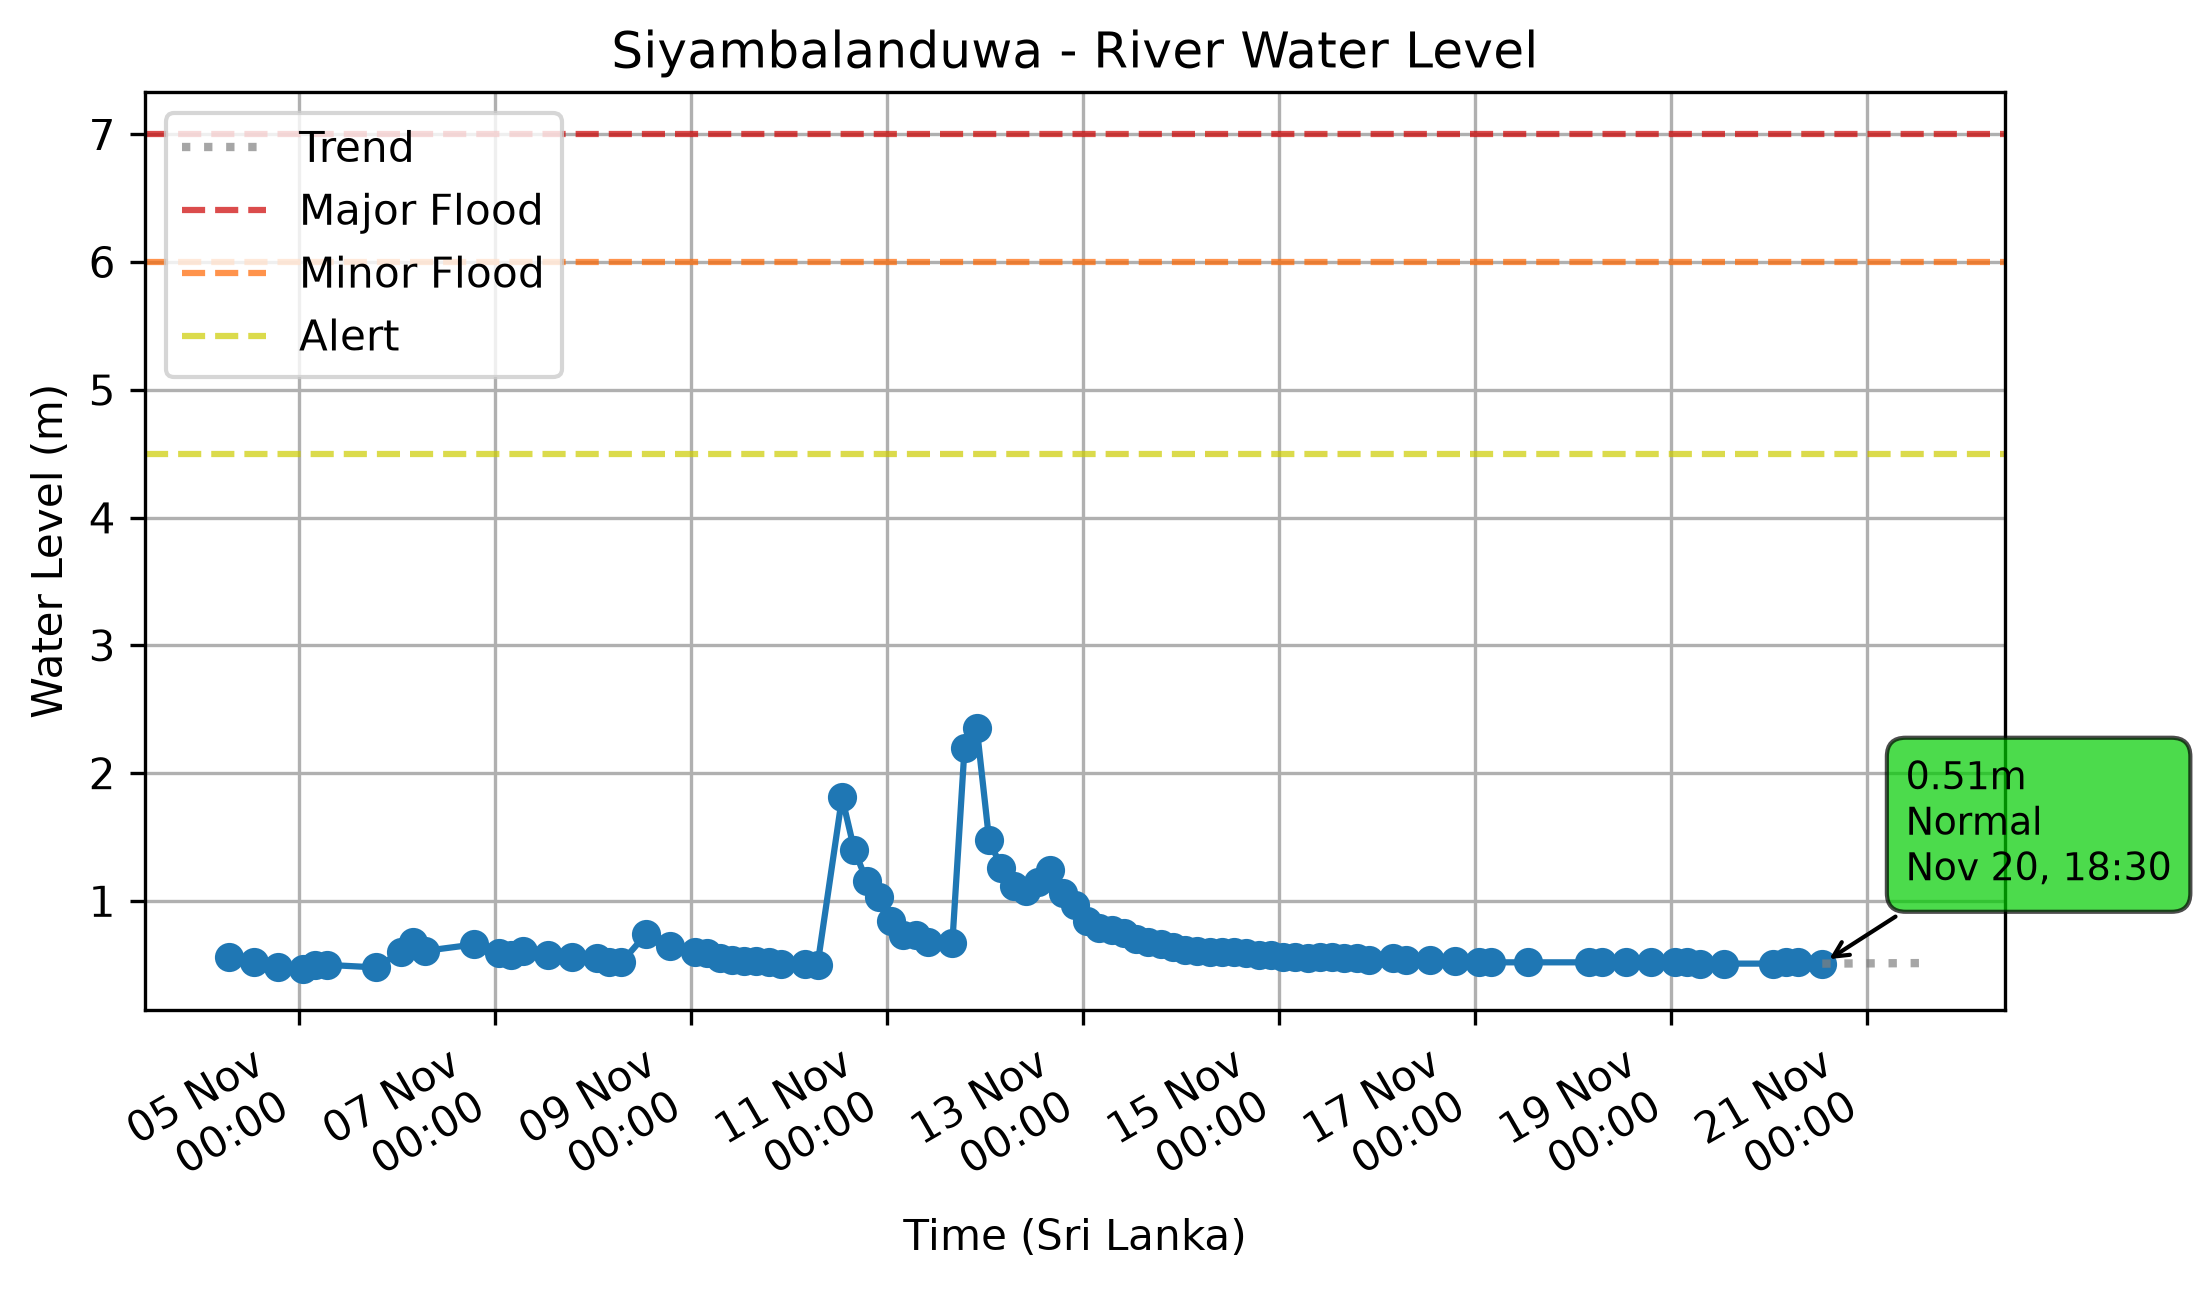 Siyambalanduwa - River Water Level
Trend
Major Flood
Minor Flood
Alert
7
6
5
4
3
2
1
Water Level (m)
0.51m
Normal
Nov 20, 18:30
05 Nov
00:00
07 Nov
00:00
09 Nov
00:00
11 Nov
00:00
13 Nov
00:00
15 Nov
00:00
17 Nov
00:00
19 Nov
00:00
21 Nov
00:00
Time (Sri Lanka)